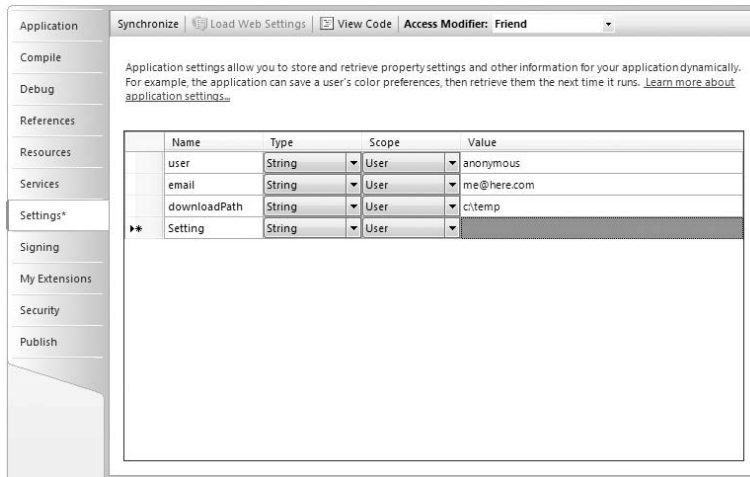 Synchronize Load Web Settings View Code Access Modifier: Friend
Application settings allow you to store and retrieve property settings and other information for your application dynamically.
For example, the application can save a user's color preferences, then retrieve them the next time it runs. Learn more about
application settings...
Application
Compile
Debug
References
Resources
Services
Settings*
Signing
My Extensions
Security
Publish
Name Type Scope Value
user String User anonymous
email String User me@here.com
downloadPath String User c:\temp
Setting String User